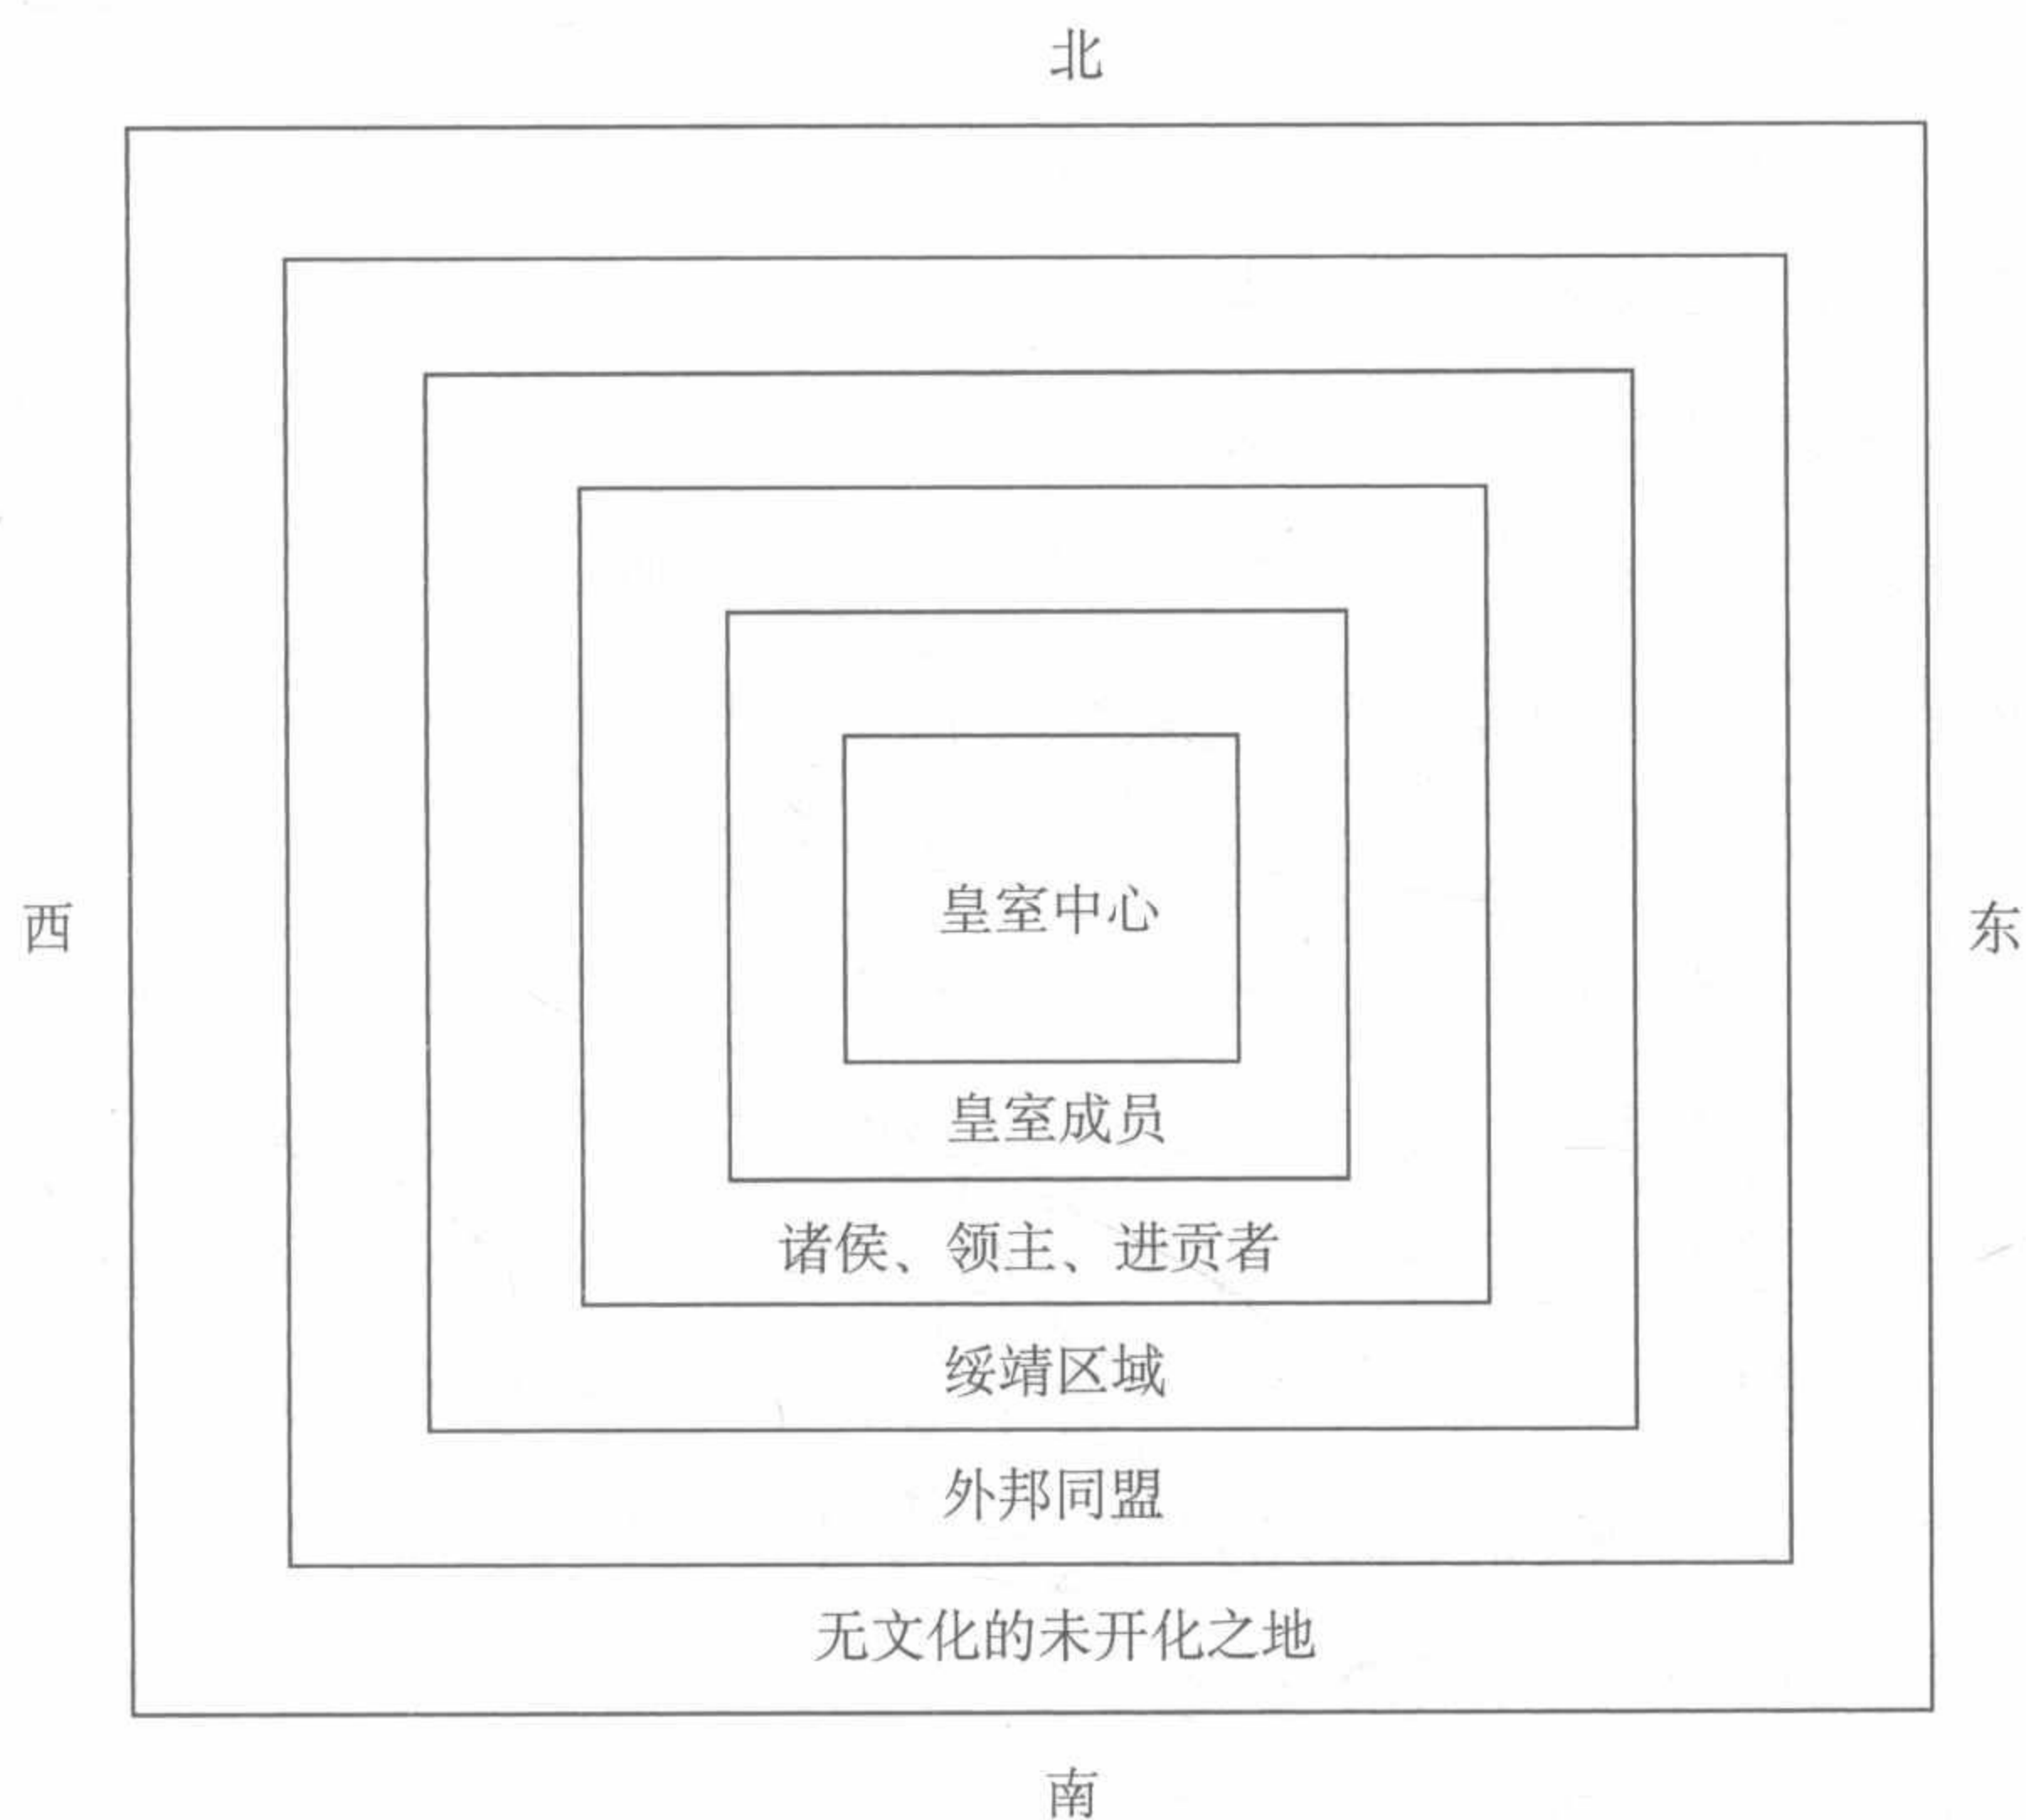 北
西
皇室中心
东
皇室成员
诸侯、领主、进贡者
绥靖区域
外邦同盟
无文化的未开化之地
南